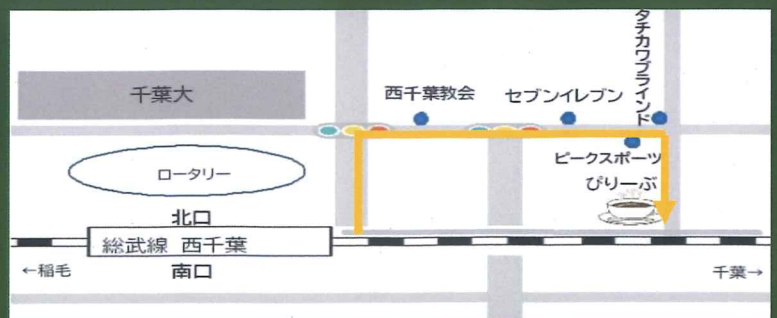 タチカワブラインド
千葉大
西千葉教会
セブンイレブン
ピークスポーツ
ロータリー
びりーぶ
北口
総武線 西千葉
←稲毛
南口
千葉→